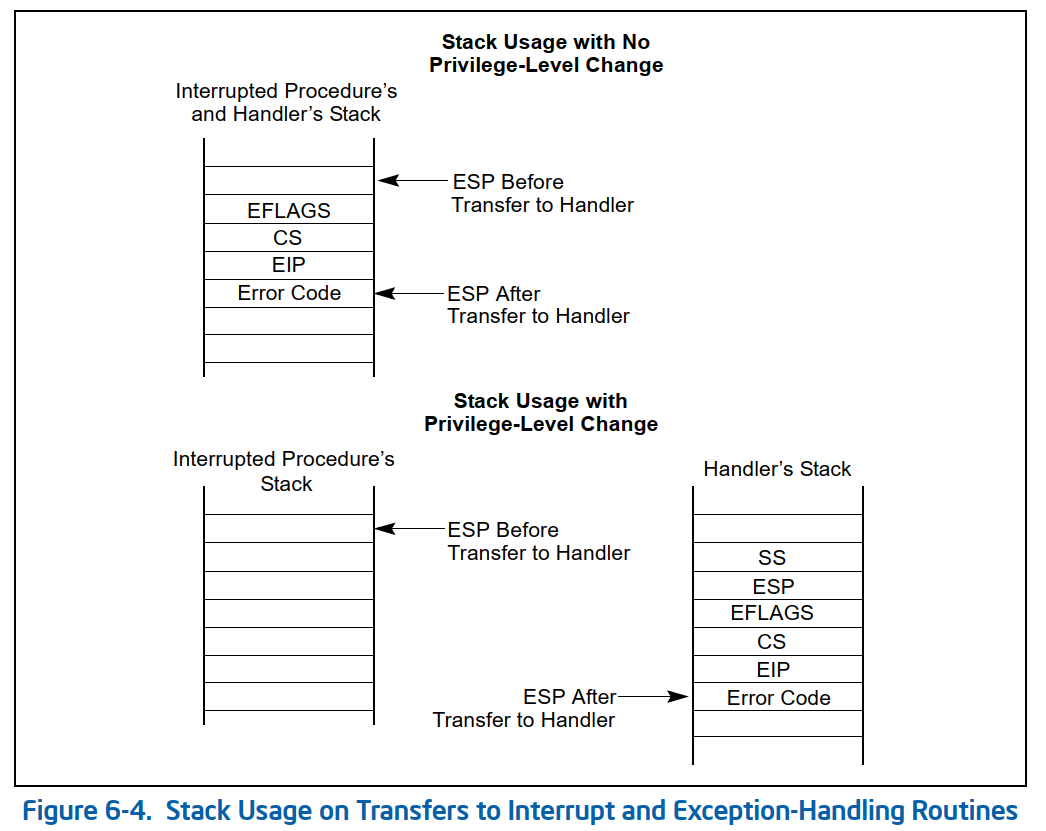 Stack Usage with No
Privilege-Level Change
Interrupted Procedure's
and Handler's Stack
ESP Before
Transfer to Handler
EFLAGS
CS
EIP
Error Code
ESP After
Transfer to Handler
Stack Usage with
Privilege-Level Change
Interrupted Procedure's
Stack
Handler's Stack
ESP Before
Transfer to Handler
SS
ESP
EFLAGS
CS
EIP
ESP After
Transfer to Handler
Error Code
Figure 6-4. Stack Usage on Transfers to Interrupt and Exception-Handling Routines